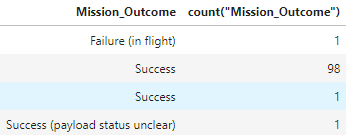 Mission_Outcome count("Mission_Outcome")
Failure (in flight) 1
Success 98
Success 1
Success (payload status unclear) 1